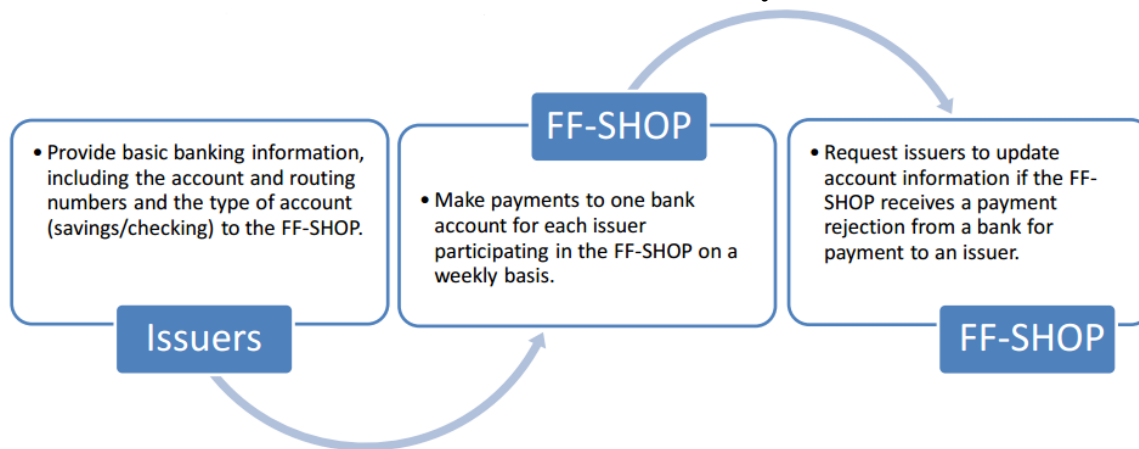 • Provide basic banking information,
including the account and routing
numbers and the type of account
(savings/checking) to the FF-SHOP.
Issuers
FF-SHOP
• Make payments to one bank
account for each issuer
participating in the FF-SHOP on a
weekly basis.
• Request issuers to update
account information if the FF-
SHOP receives a payment
rejection from a bank for
payment to an issuer.
FF-SHOP